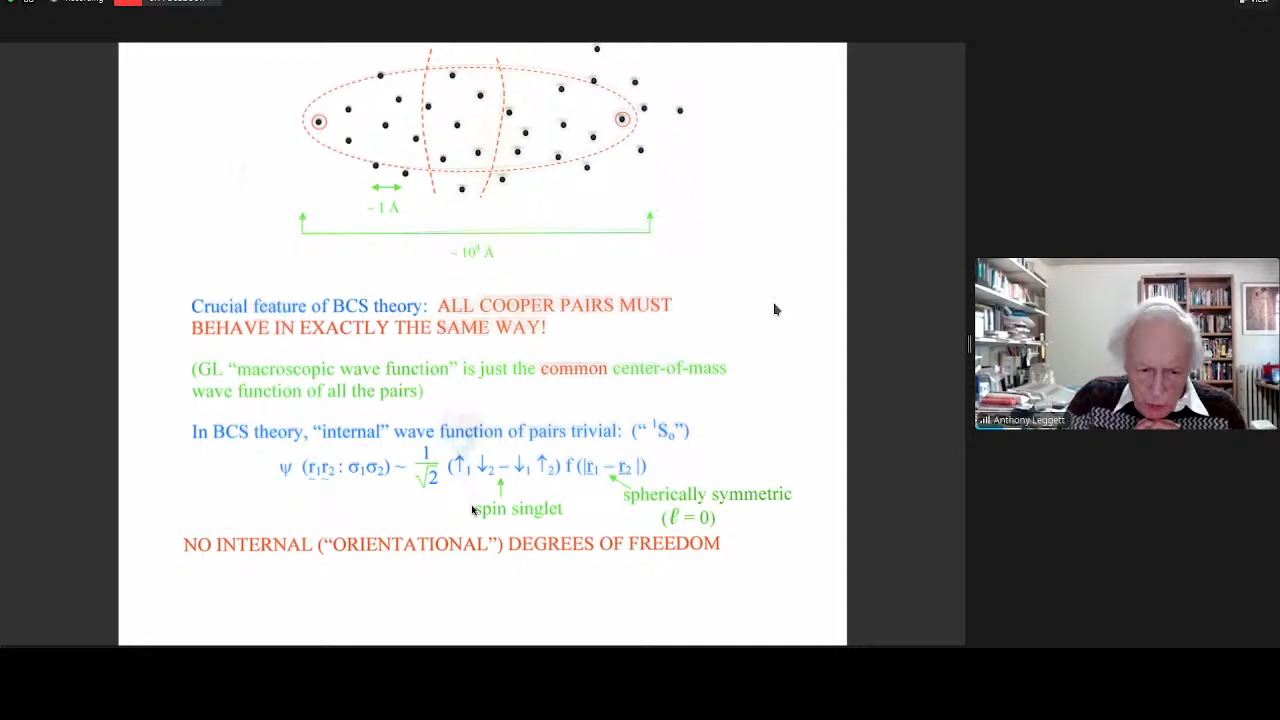 Recording
View
~ 1 Å
~ 10⁴ Å
Crucial feature of BCS theory: ALL COOPER PAIRS MUST
BEHAVE IN EXACTLY THE SAME WAY!
(GL “macroscopic wave function” is just the common center-of-mass
wave function of all the pairs)
In BCS theory, “internal” wave function of pairs trivial: (“ ¹S₀”)
ψ (r₁r₂ : σ₁σ₂) ~ 1/√2 (↑₁ ↓₂ – ↓₁ ↑₂) f (|r₁ – r₂ |)
spin singlet
spherically symmetric
(ℓ = 0)
NO INTERNAL (“ORIENTATIONAL”) DEGREES OF FREEDOM
Anthony Leggett